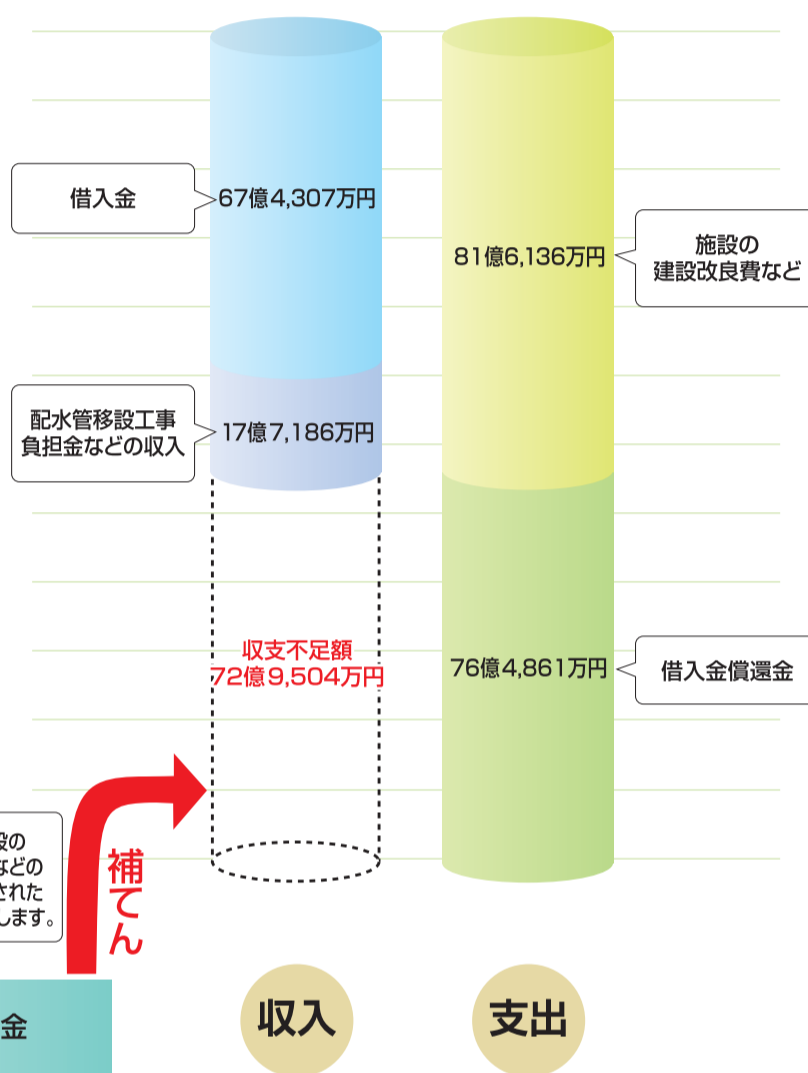 借入金
67億4,307万円
配水管移設工事
負担金などの収入
17億7,186万円
収支不足額
72億9,504万円
81億6,136万円
施設の
建設改良費など
76億4,861万円
借入金償還金
設の
などの
された
します。
補てん
金
収入
支出